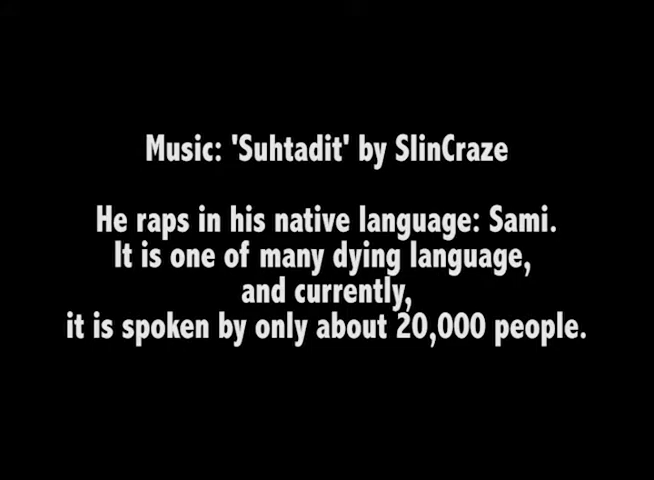 Music: 'Suhtadit' by SlinCraze
He raps in his native language: Sami.
It is one of many dying language,
and currently,
it is spoken by only about 20,000 people.